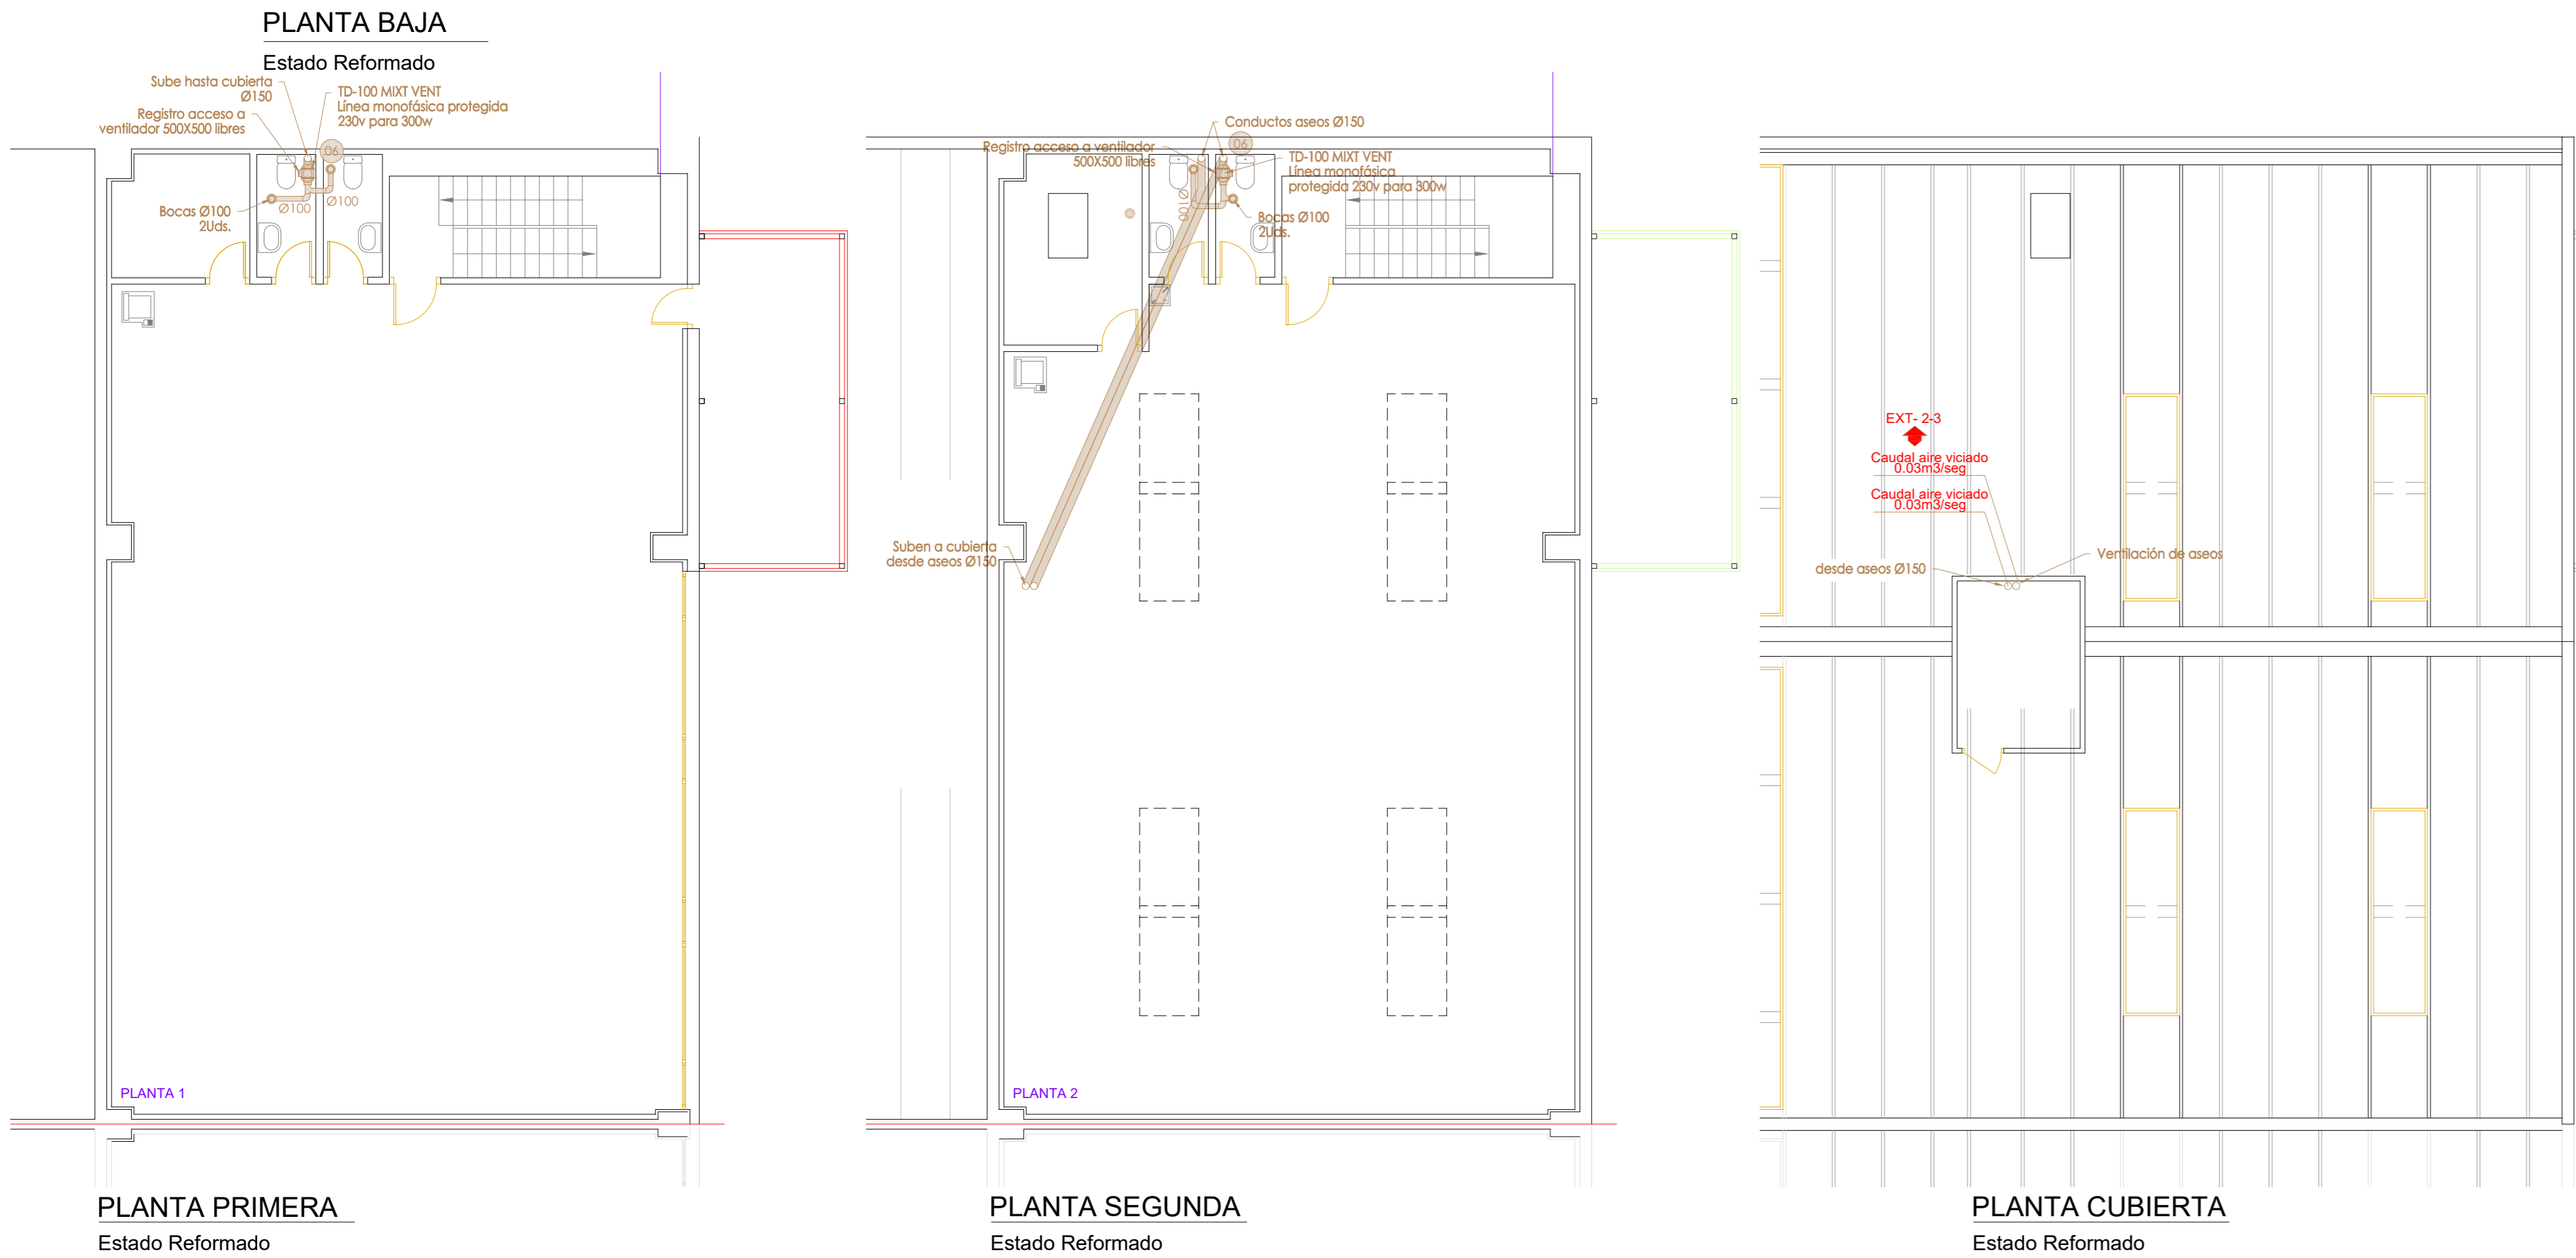 PLANTA BAJA
Estado Reformado
Sube hasta cubierta
Ø150
Registro acceso a
ventilador 500X500 libres
TD-100 MIXT VENT
Línea monofásica protegida
230v para 300w
06
Bocas Ø100
2Uds.
Ø100
Ø100
PLANTA 1
PLANTA PRIMERA
Estado Reformado
Conductos aseos Ø150
Registro acceso a ventilador
500X500 libres
06
TD-100 MIXT VENT
Línea monofásica
protegida 230v para 300w
Ø100
Bocas Ø100
2Uds.
Suben a cubierta
desde aseos Ø150
PLANTA 2
PLANTA SEGUNDA
Estado Reformado
EXT- 2-3
Caudal aire viciado
0.03m3/seg
Caudal aire viciado
0.03m3/seg
Ventilación de aseos
desde aseos Ø150
PLANTA CUBIERTA
Estado Reformado